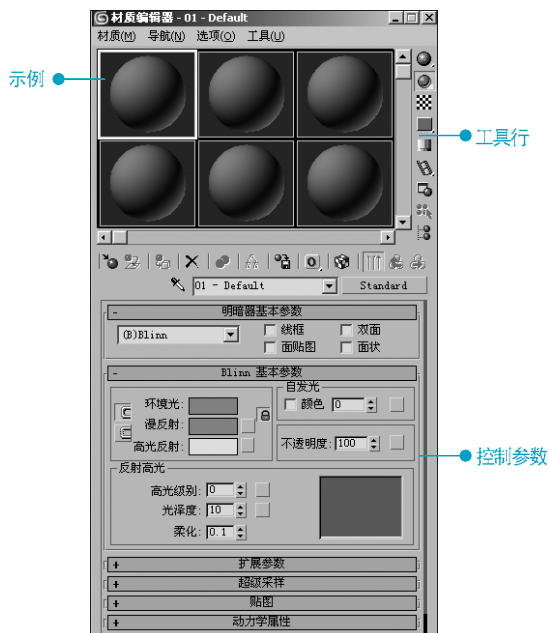 材质编辑器 - 01 - Default
材质(M) 导航(N) 选项(O) 工具(U)
示例
工具行
01 - Default
Standard
明暗器基本参数
(B)Blinn
线框
双面
面贴图
面状
Blinn 基本参数
自发光
环境光:
颜色 0
漫反射:
高光反射:
不透明度: 100
控制参数
反射高光
高光级别: 0
光泽度: 10
柔化: 0.1
扩展参数
超级采样
贴图
动力学属性